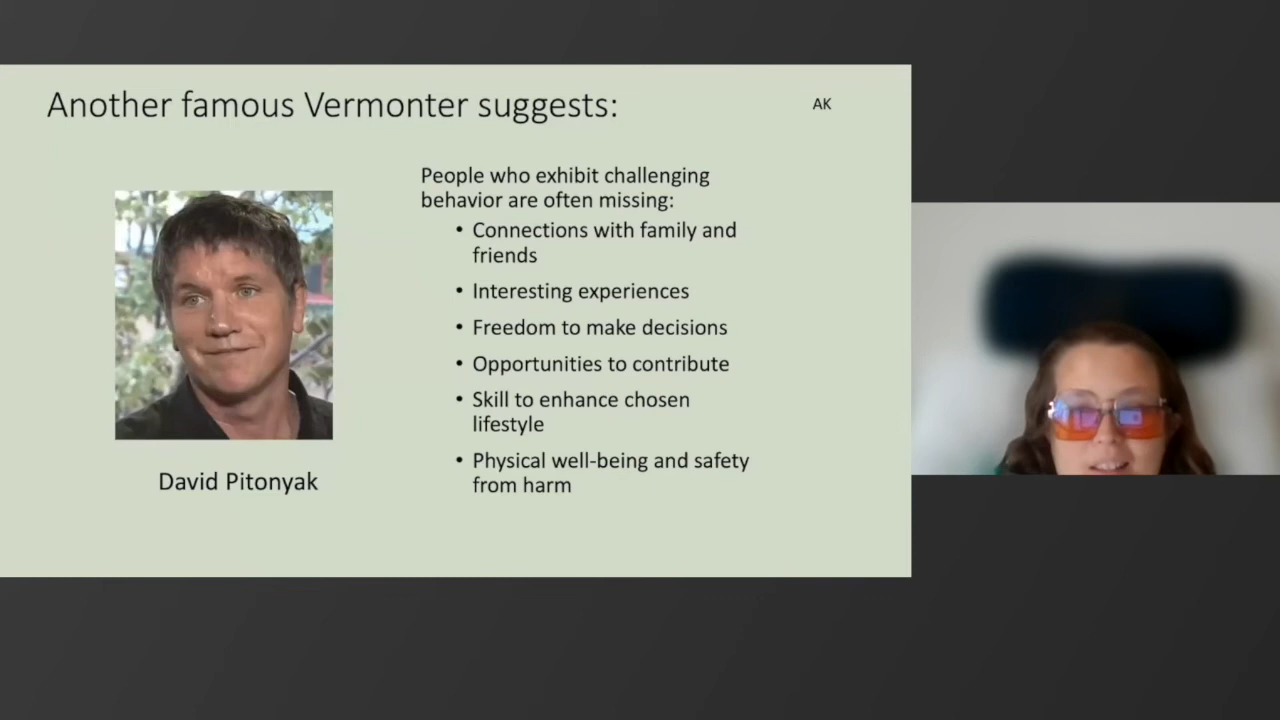 Another famous Vermonter suggests:
AK
People who exhibit challenging
behavior are often missing:
• Connections with family and
friends
• Interesting experiences
• Freedom to make decisions
• Opportunities to contribute
• Skill to enhance chosen
lifestyle
• Physical well-being and safety
from harm
David Pitonyak